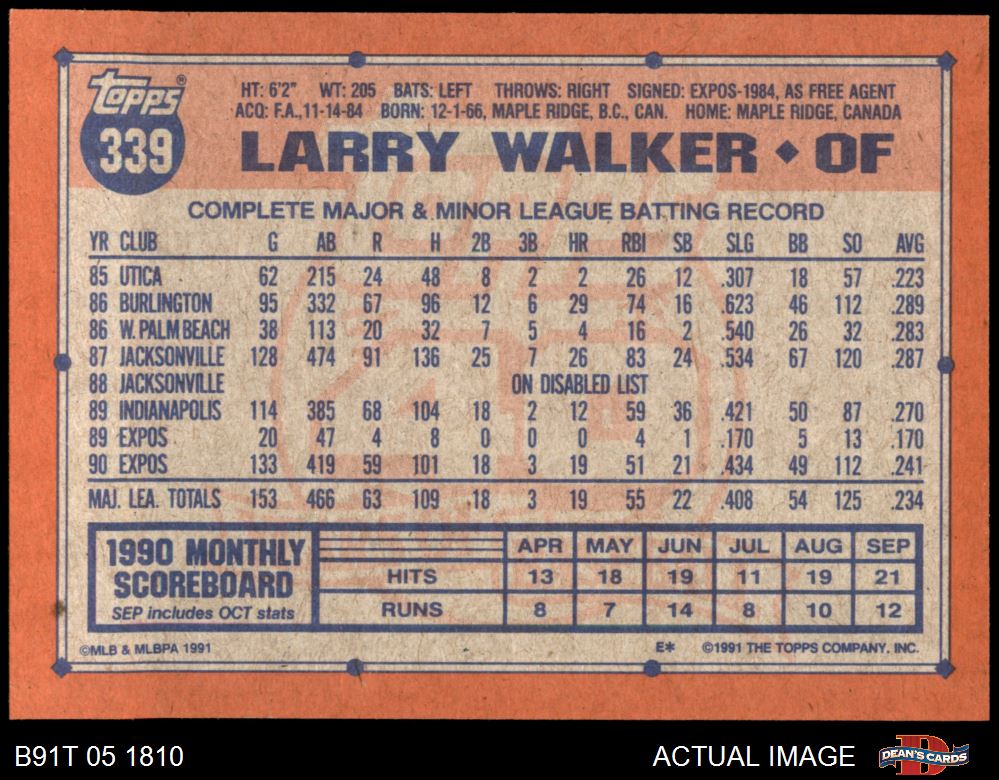 Topps®
339
HT: 6'2" WT: 205 BATS: LEFT THROWS: RIGHT SIGNED: EXPOS-1984, AS FREE AGENT
ACQ: F.A.,11-14-84 BORN: 12-1-66, MAPLE RIDGE, B.C., CAN. HOME: MAPLE RIDGE, CANADA
LARRY WALKER ◆ OF
COMPLETE MAJOR & MINOR LEAGUE BATTING RECORD
YR CLUB G AB R H 2B 3B HR RBI SB SLG BB SO AVG
85 UTICA 62 215 24 48 8 2 2 26 12 .307 18 57 .223
86 BURLINGTON 95 332 67 96 12 6 29 74 16 .623 46 112 .289
86 W. PALM BEACH 38 113 20 32 7 5 4 16 2 .540 26 32 .283
87 JACKSONVILLE 128 474 91 136 25 7 26 83 24 .534 67 120 .287
88 JACKSONVILLE ON DISABLED LIST
89 INDIANAPOLIS 114 385 68 104 18 2 12 59 36 .421 50 87 .270
89 EXPOS 20 47 4 8 0 0 0 4 1 .170 5 13 .170
90 EXPOS 133 419 59 101 18 3 19 51 21 .434 49 112 .241
MAJ. LEA. TOTALS 153 466 63 109 18 3 19 55 22 .408 54 125 .234
1990 MONTHLY SCOREBOARD
SEP includes OCT stats
APR MAY JUN JUL AUG SEP
HITS 13 18 19 11 19 21
RUNS 8 7 14 8 10 12
©MLB & MLBPA 1991 E* ©1991 THE TOPPS COMPANY, INC.
B91T 05 1810 ACTUAL IMAGE DEAN'S CARDS